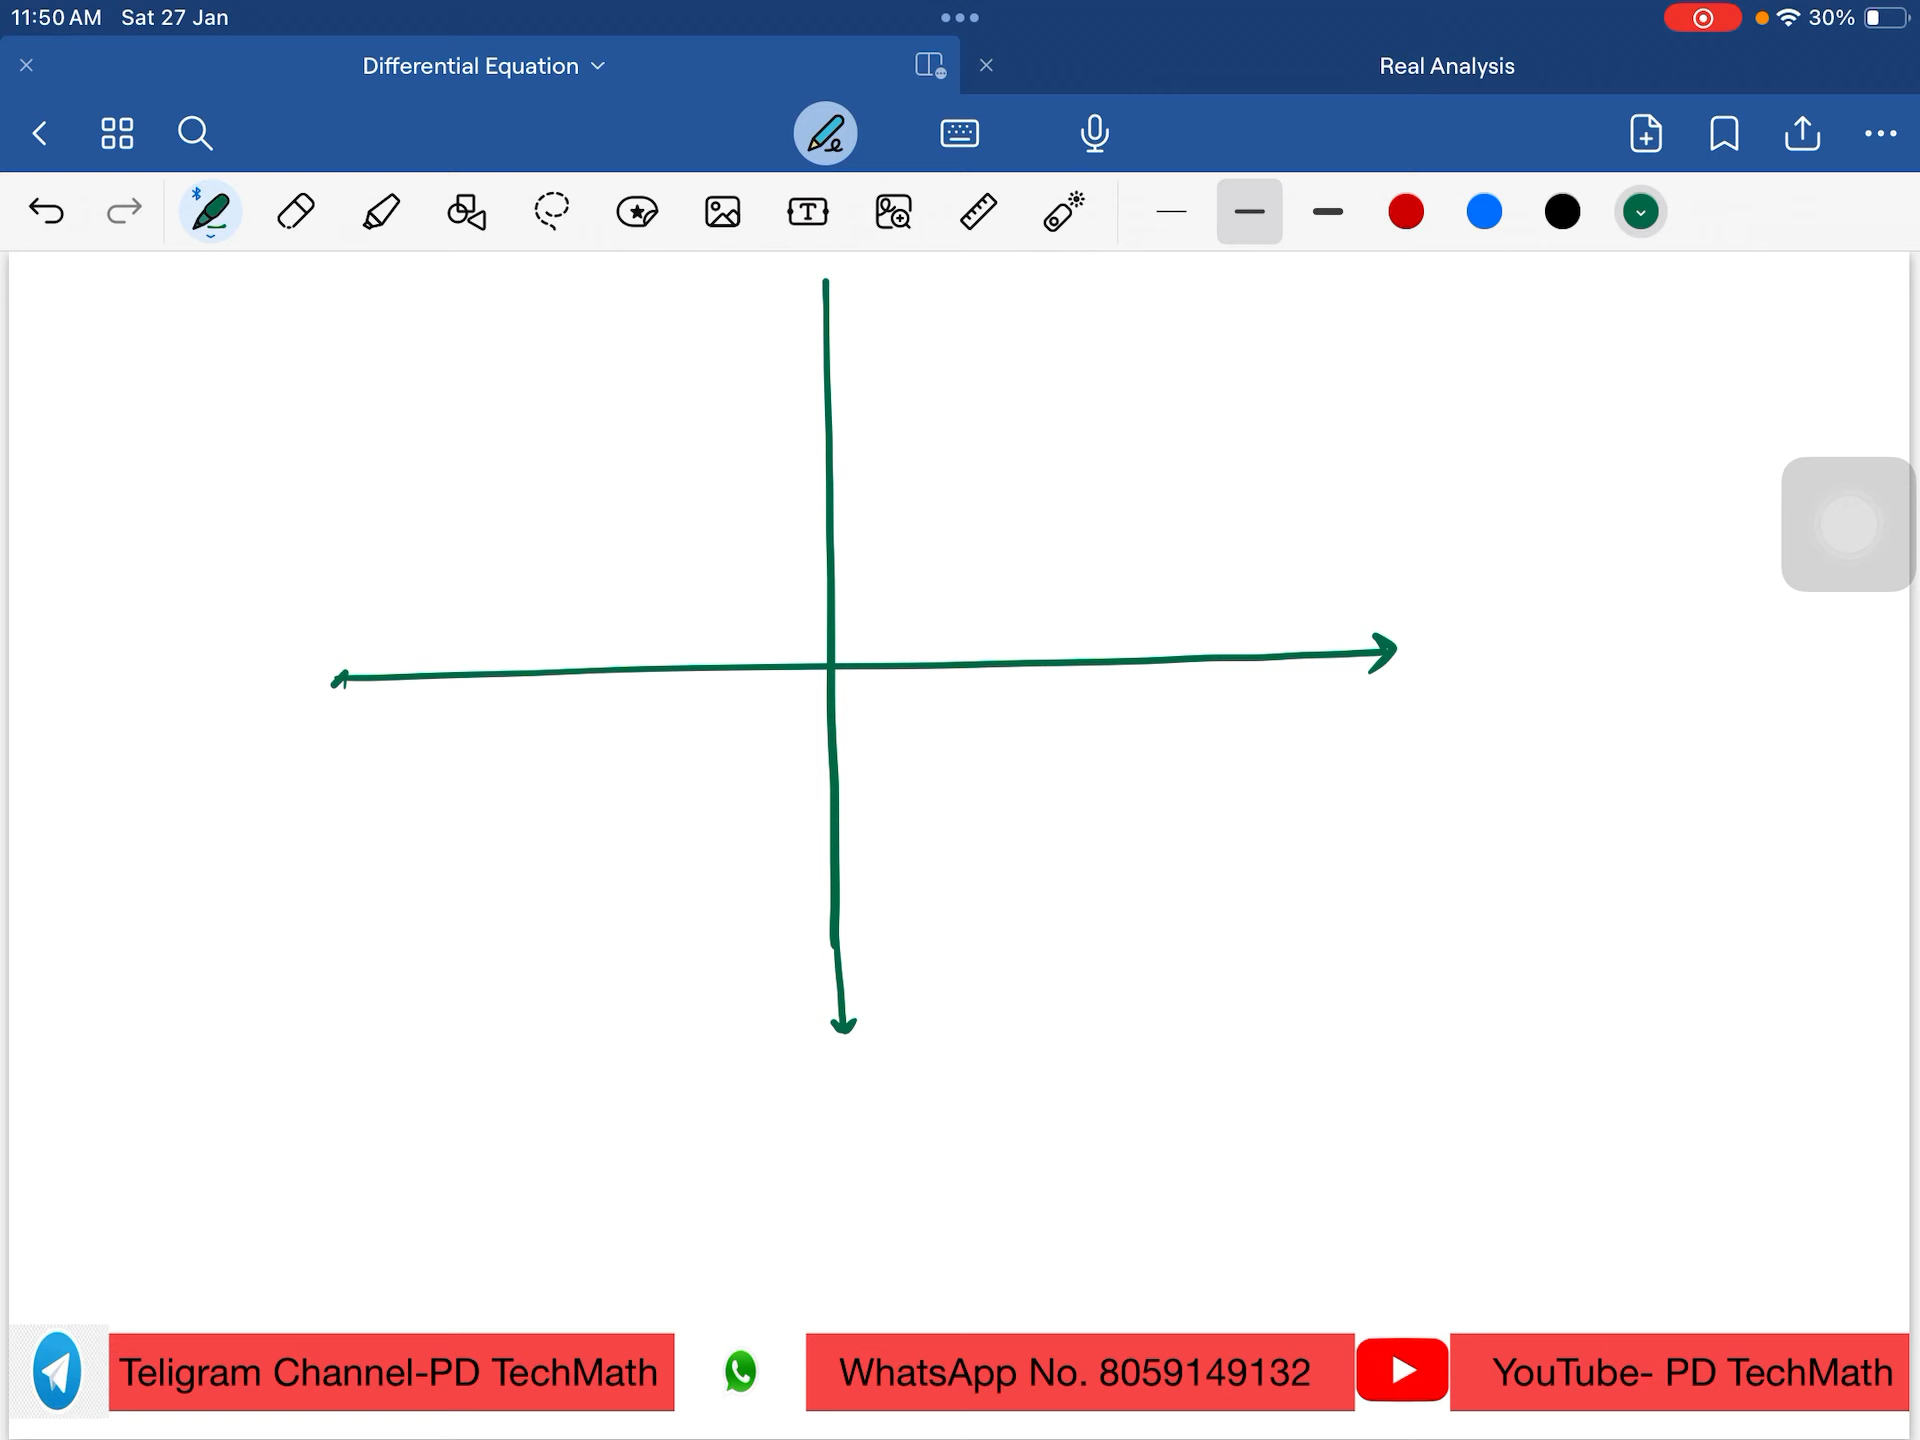 11:50 AM Sat 27 Jan
30%
Differential Equation
Real Analysis
T
Teligram Channel-PD TechMath
WhatsApp No. 8059149132
YouTube- PD TechMath